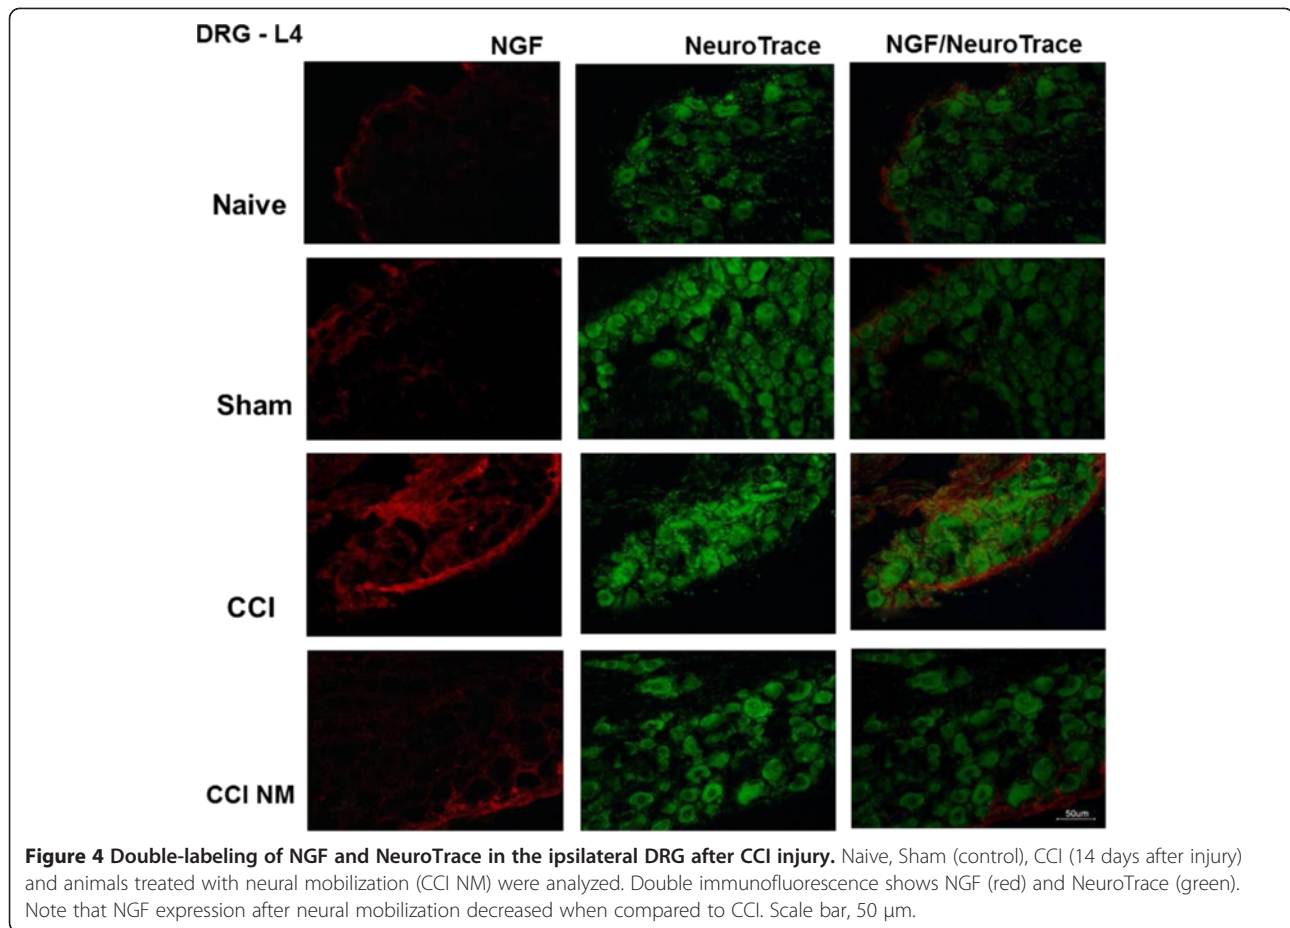 DRG - L4
NGF NeuroTrace NGF/NeuroTrace
Naive
Sham
CCI
CCI NM
50um
Figure 4 Double-labeling of NGF and NeuroTrace in the ipsilateral DRG after CCI injury. Naive, Sham (control), CCI (14 days after injury)
and animals treated with neural mobilization (CCI NM) were analyzed. Double immunofluorescence shows NGF (red) and NeuroTrace (green).
Note that NGF expression after neural mobilization decreased when compared to CCI. Scale bar, 50 μm.